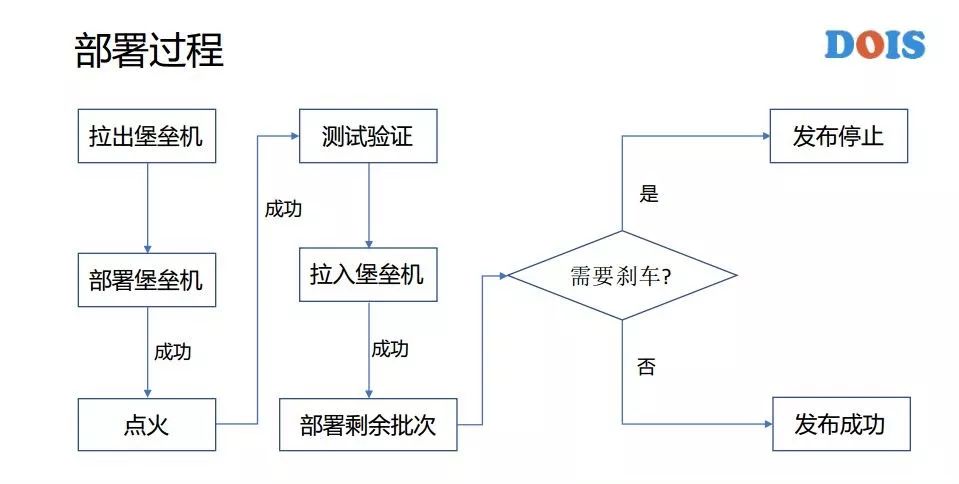 部署过程
DOIS
拉出堡垒机
部署堡垒机
成功
点火
成功
测试验证
拉入堡垒机
成功
部署剩余批次
需要刹车?
是
发布停止
否
发布成功